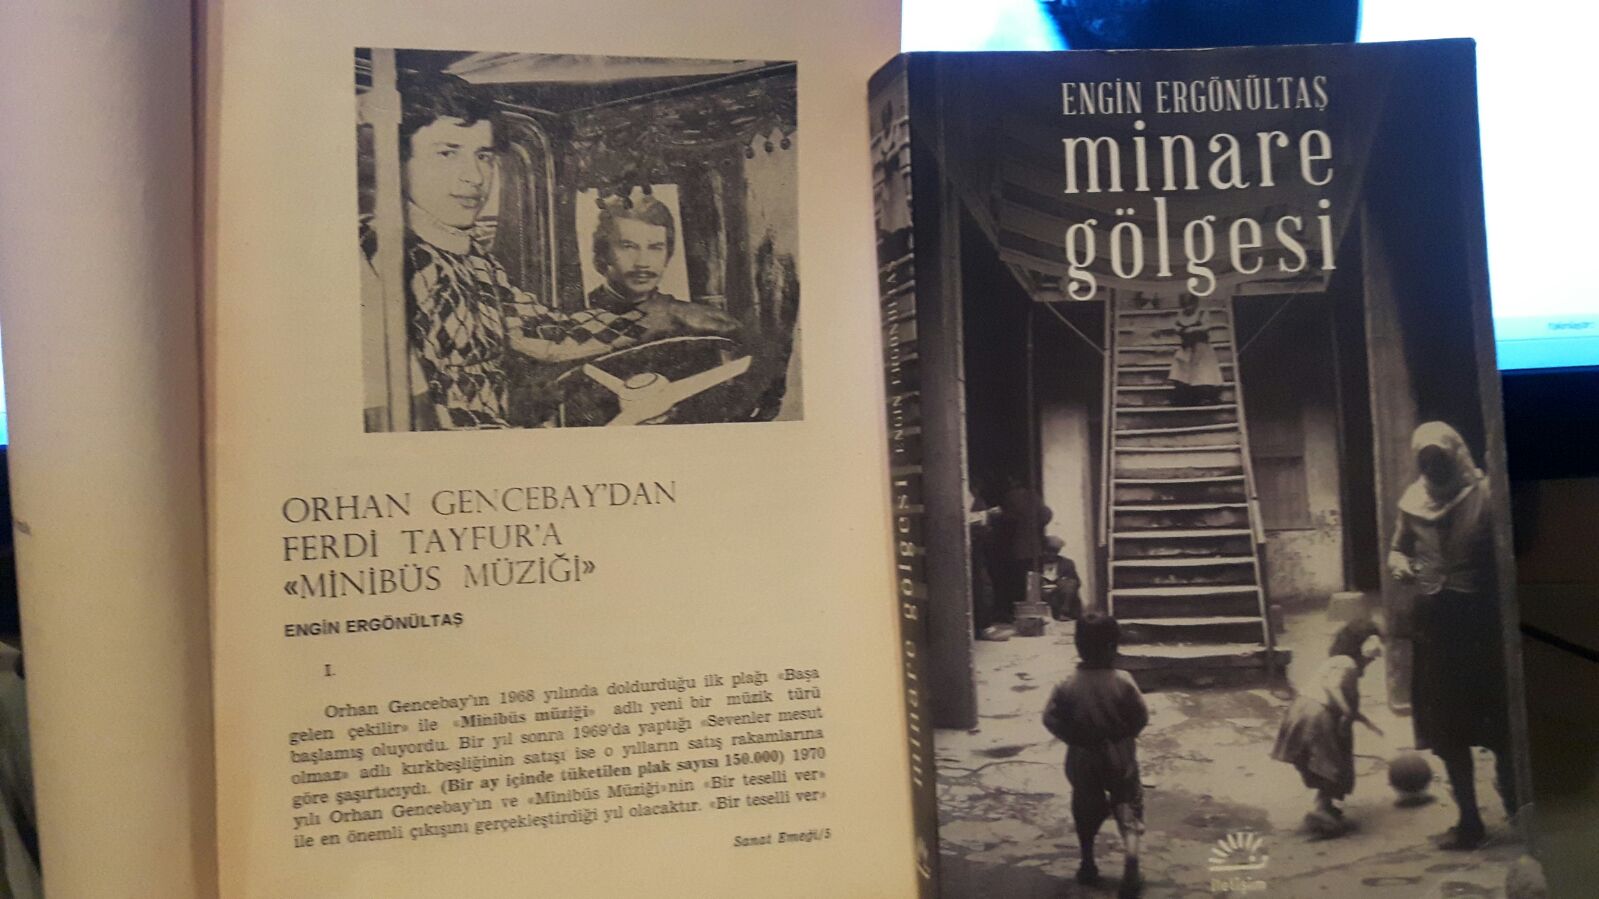 ORHAN GENCEBAY'DAN
FERDİ TAYFUR'A
«MİNİBÜS MÜZİĞİ»
ENGİN ERGÖNÜLTAŞ
I.
Orhan Gencebay'ın 1968 yılında doldurduğu ilk plağı «Başa
gelen çekilir» ile «Minibüs müziği» adlı yeni bir müzik türü
başlamış oluyordu. Bir yıl sonra 1969'da yaptığı «Sevenler mesut
olmaz» adlı kırkbeşliğinin satışı ise o yılların satış rakamlarına
göre şaşırtıcıydı. (Bir ay içinde tüketilen plak sayısı 150.000) 1970
yılı Orhan Gencebay'ın ve «Minibüs Müziği»nin «Bir teselli ver»
ile en önemli çıkışını gerçekleştirdiği yıl olacaktır. «Bir teselli ver»
Sanat Emeği/5
ENGİN ERGÖNÜLTAŞ
minare
gölgesi
iletişim
ENGİN ERGÖNÜLTAŞ
minare gölgesi